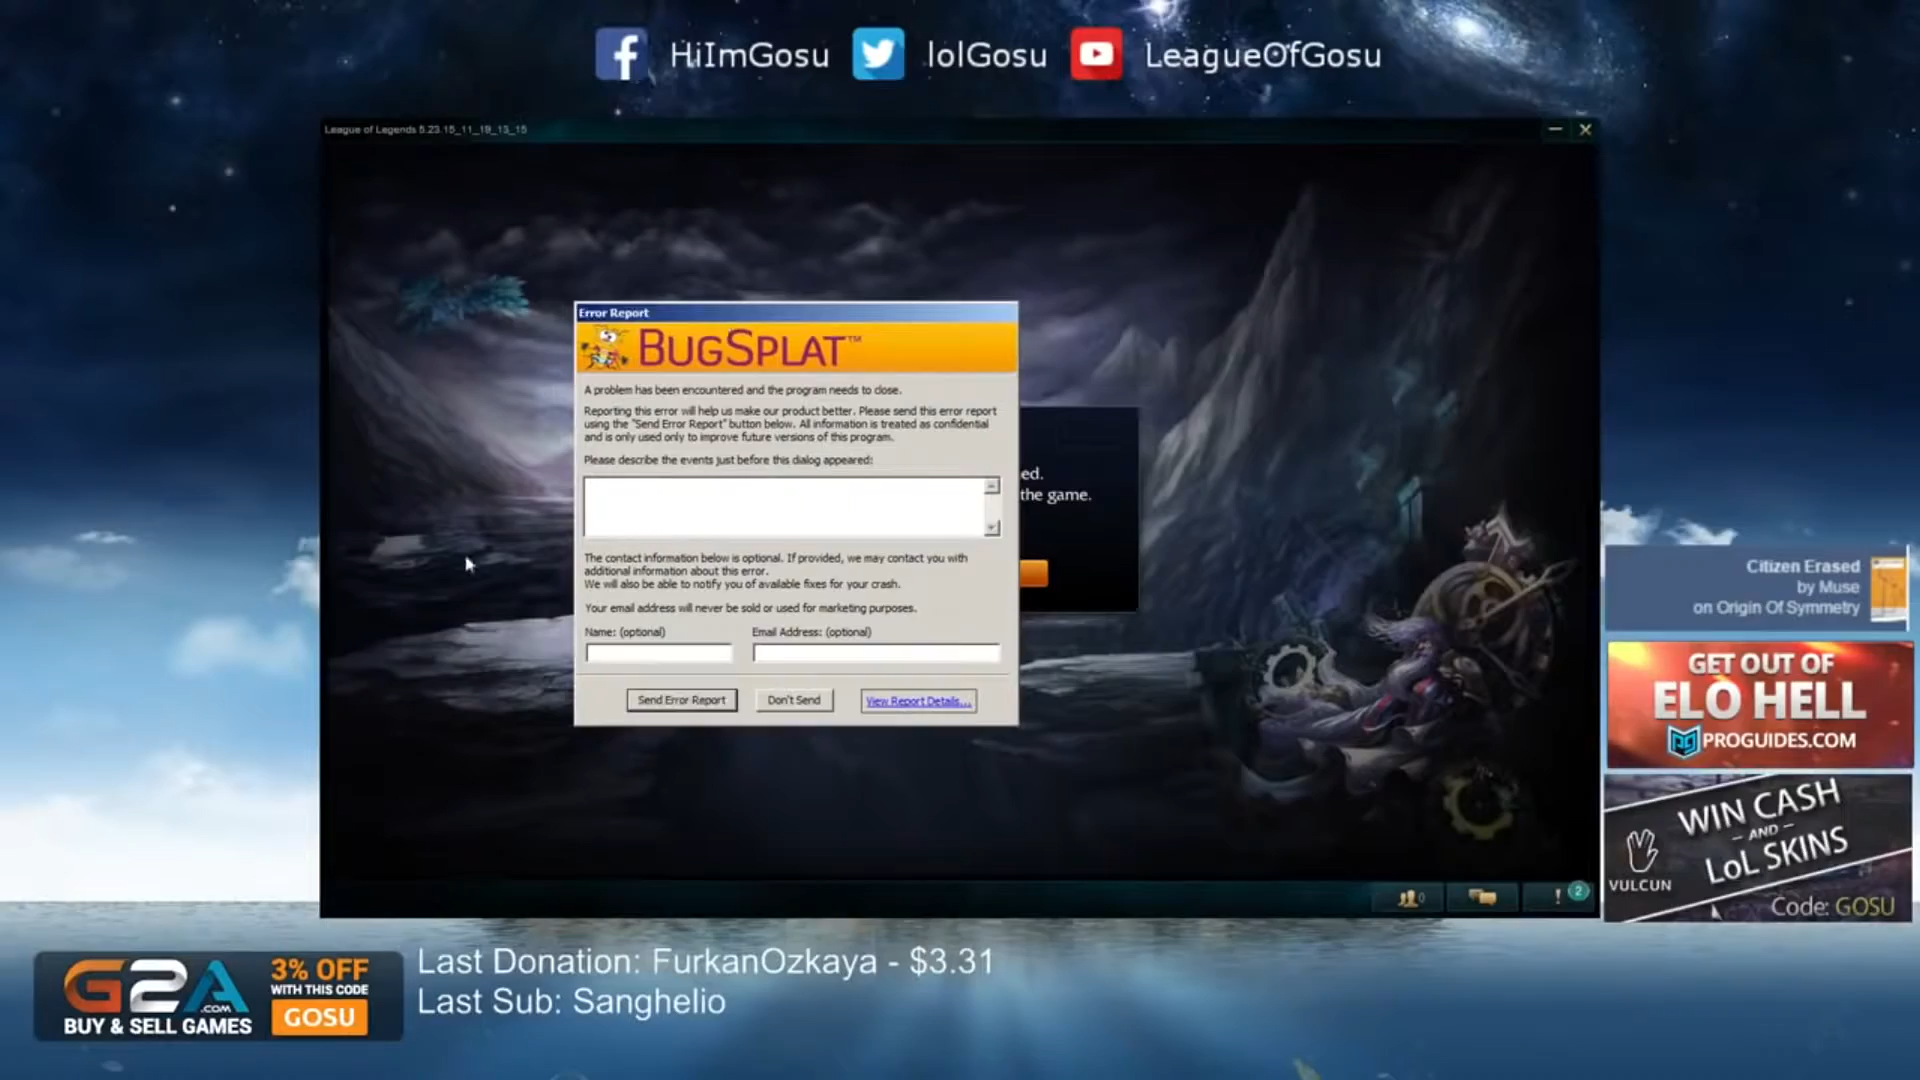 HiImGosu
lolGosu
LeagueOfGosu
League of Legends 5.23.15_11_19_13_15
Error Report
BUGSPLAT™
A problem has been encountered and the program needs to close.
Reporting this error will help us make our product better. Please send this error report
using the "Send Error Report" button below. All information is treated as confidential
and is only used only to improve future versions of this program.
Please describe the events just before this dialog appeared:
ed.
the game.
The contact information below is optional. If provided, we may contact you with
additional information about this error.
We will also be able to notify you of available fixes for your crash.
Your email address will never be sold or used for marketing purposes.
Name: (optional)
Email Address: (optional)
Send Error Report
Don't Send
View Report Details...
Citizen Erased
by Muse
on Origin Of Symmetry
GET OUT OF
ELO HELL
PROGUIDES.COM
WIN CASH
- AND -
LoL SKINS
VULCUN
Code: GOSU
0
!
2
G2A
.COM
BUY & SELL GAMES
3% OFF
WITH THIS CODE
GOSU
Last Donation: FurkanOzkaya - $3.31
Last Sub: Sanghelio